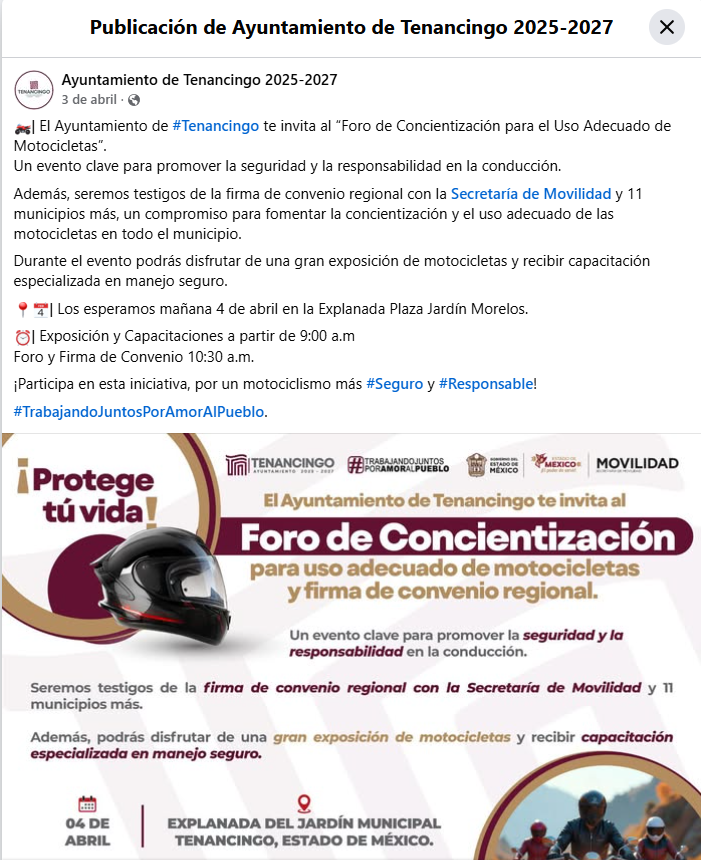 Publicación de Ayuntamiento de Tenancingo 2025-2027
TENANCINGO
Ayuntamiento de Tenancingo 2025-2027
3 de abril ·
🏍️| El Ayuntamiento de #Tenancingo te invita al “Foro de Concientización para el Uso Adecuado de
Motocicletas”.
Un evento clave para promover la seguridad y la responsabilidad en la conducción.
Además, seremos testigos de la firma de convenio regional con la Secretaría de Movilidad y 11
municipios más, un compromiso para fomentar la concientización y el uso adecuado de las
motocicletas en todo el municipio.
Durante el evento podrás disfrutar de una gran exposición de motocicletas y recibir capacitación
especializada en manejo seguro.
📍📅| Los esperamos mañana 4 de abril en la Explanada Plaza Jardín Morelos.
⏰| Exposición y Capacitaciones a partir de 9:00 a.m
Foro y Firma de Convenio 10:30 a.m.
¡Participa en esta iniciativa, por un motociclismo más #Seguro y #Responsable!
#TrabajandoJuntosPorAmorAlPueblo.
¡Protege
tú vida!
TENANCINGO
AYUNTAMIENTO 2025 - 2027
#TRABAJANDOJUNTOS
PORAMORALPUEBLO
GOBIERNO DEL
ESTADO DE
MÉXICO
ESTADO DE
MÉXICO
¡El poder de servir!
MOVILIDAD
SECRETARÍA DE MOVILIDAD
El Ayuntamiento de Tenancingo te invita al
Foro de Concientización
para uso adecuado de motocicletas
y firma de convenio regional.
Un evento clave para promover la seguridad y la
responsabilidad en la conducción.
Seremos testigos de la firma de convenio regional con la Secretaría de Movilidad y 11
municipios más.
Además, podrás disfrutar de una gran exposición de motocicletas y recibir capacitación
especializada en manejo seguro.
04 DE
ABRIL
EXPLANADA DEL JARDÍN MUNICIPAL
TENANCINGO, ESTADO DE MÉXICO.